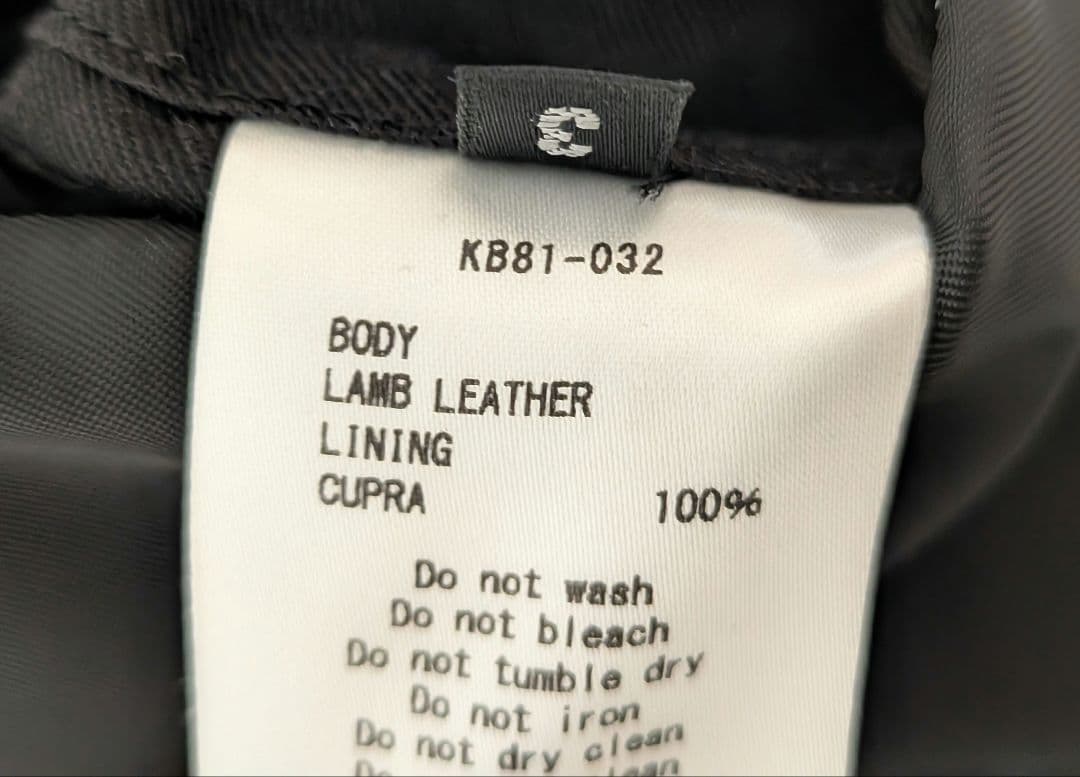 3
KB81-032
BODY
LAMB LEATHER
LINING
CUPRA 100%
Do not wash
Do not bleach
Do not tumble dry
Do not iron
Do not dry clean